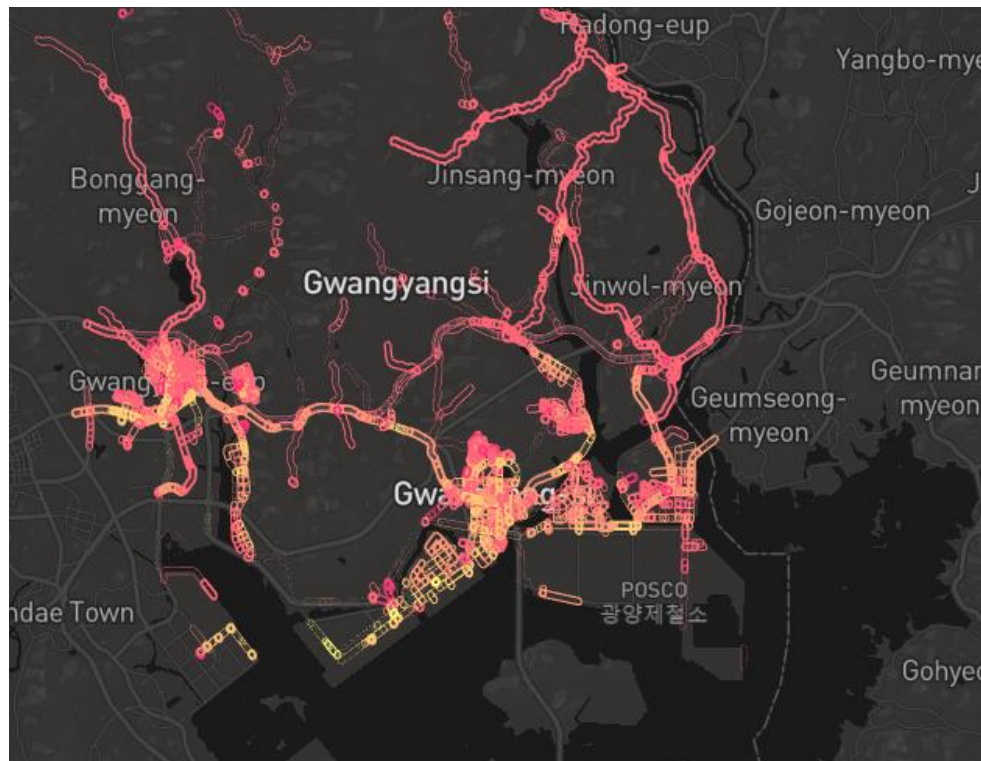 Hadong-eup
Yangbo-mye
Bonggang-
myeon
Jinsang-myeon
J
Gojeon-myeon
Gwangyangsi
Jinwol-myeon
Geumnam
myeon
Geumseong-
myeon
POSCO
광양제철소
ndae Town
Gohyeo